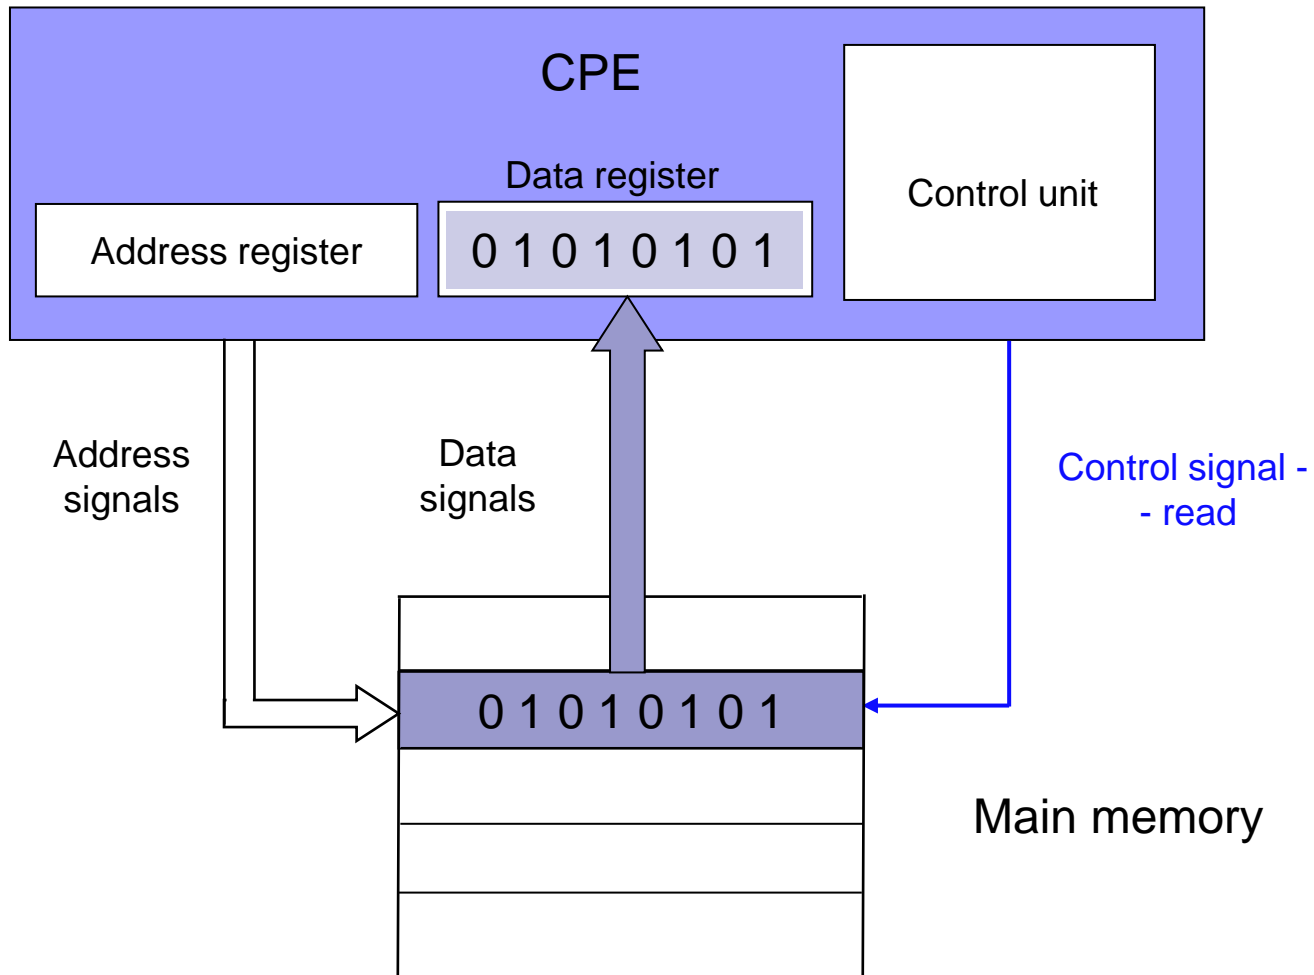 CPE
Data register
Control unit
Address register
0 1 0 1 0 1 0 1
Address
signals
Data
signals
Control signal -
- read
0 1 0 1 0 1 0 1
Main memory